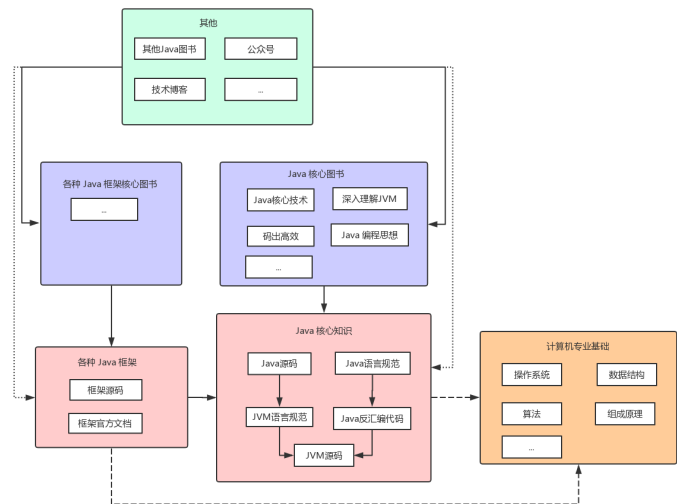 其他
其他Java图书
公众号
技术博客
...
各种 Java 框架核心图书
...
Java 核心图书
Java核心技术
深入理解JVM
码出高效
Java 编程思想
...
各种 Java 框架
框架源码
框架官方文档
Java 核心知识
Java源码
Java语言规范
JVM语言规范
Java反汇编代码
JVM源码
计算机专业基础
操作系统
数据结构
算法
组成原理
...